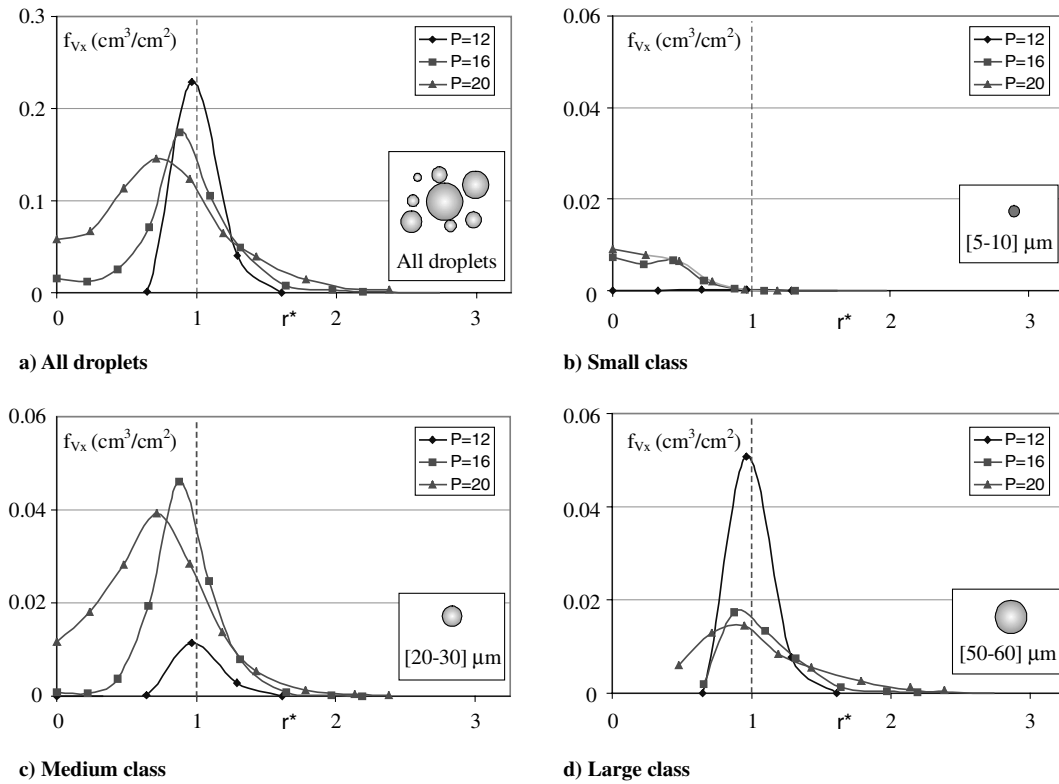 0.3
f_Vx (cm³/cm²)
P=12
P=16
P=20
0.2
0.1
All droplets
0
0 1 r* 2 3
a) All droplets
0.06
f_Vx (cm³/cm²)
P=12
P=16
P=20
0.04
0.02
[5-10] µm
0
0 1 r* 2 3
b) Small class
0.06
f_Vx (cm³/cm²)
P=12
P=16
P=20
0.04
0.02
[20-30] µm
0
0 1 r* 2 3
c) Medium class
0.06
f_Vx (cm³/cm²)
P=12
P=16
P=20
0.04
0.02
[50-60] µm
0
0 1 r* 2 3
d) Large class